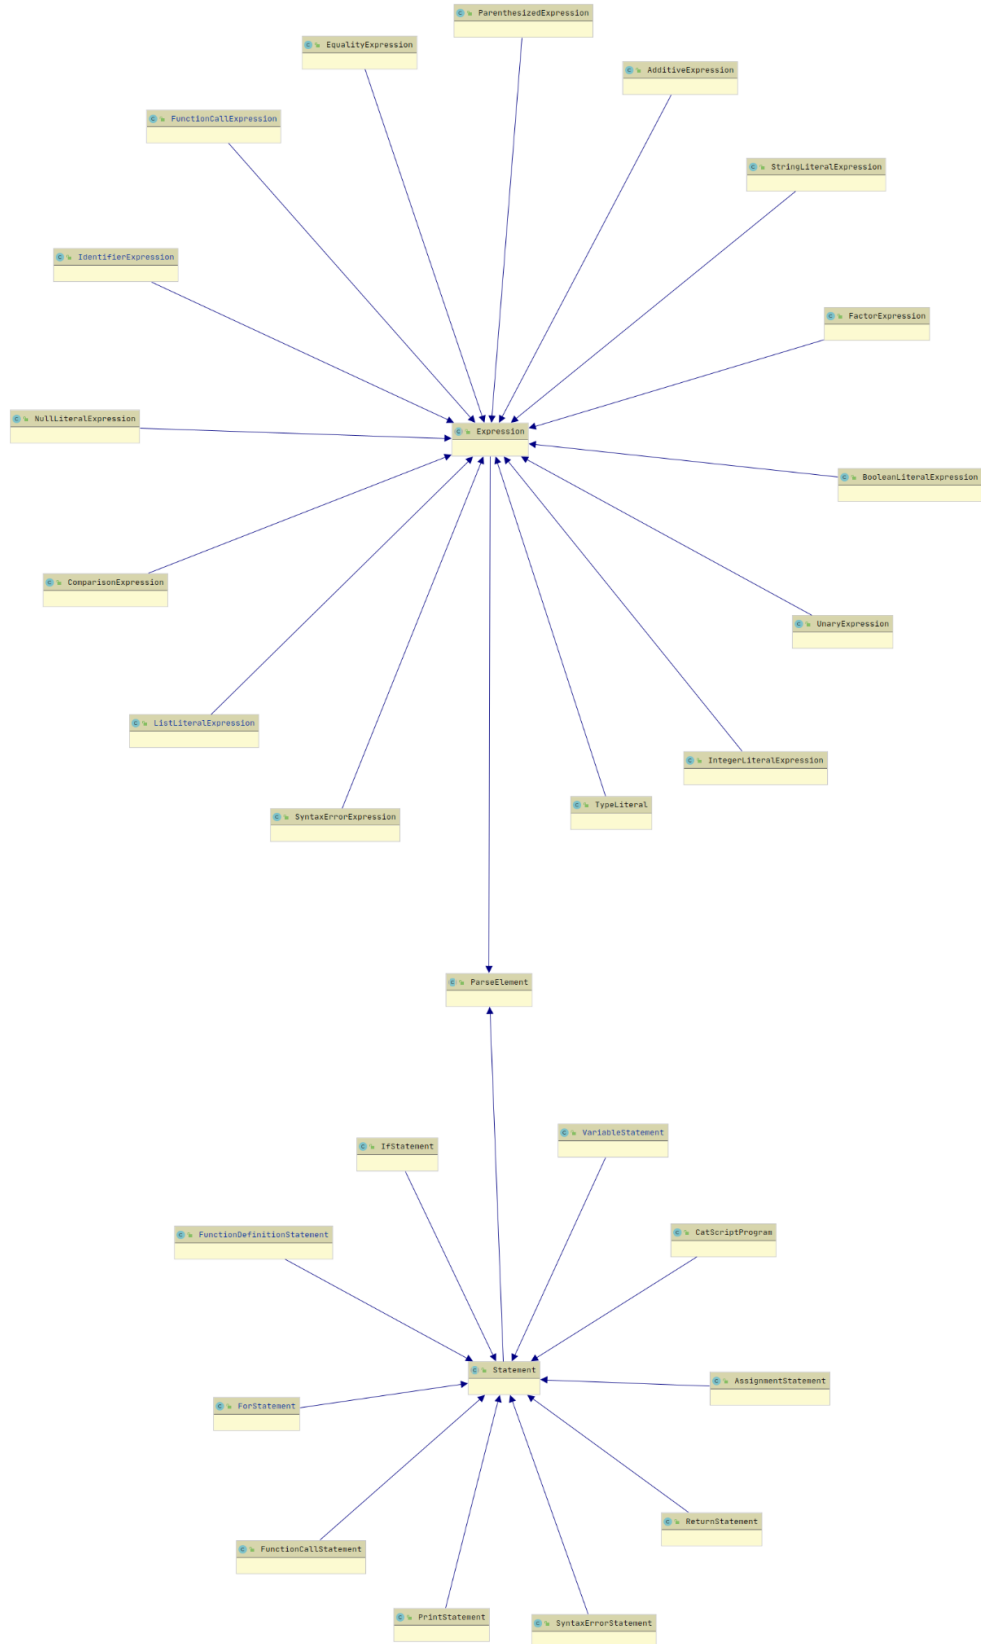 ParenthesizedExpression
EqualityExpression
AdditiveExpression
FunctionCallExpression
StringLiteralExpression
IdentifierExpression
FactorExpression
NullLiteralExpression
Expression
BooleanLiteralExpression
ComparisonExpression
UnaryExpression
ListLiteralExpression
IntegerLiteralExpression
TypeLiteral
SyntaxErrorExpression
ParseElement
VariableStatement
IfStatement
CatScriptProgram
FunctionDefinitionStatement
Statement
AssignmentStatement
ForStatement
ReturnStatement
FunctionCallStatement
PrintStatement
SyntaxErrorStatement